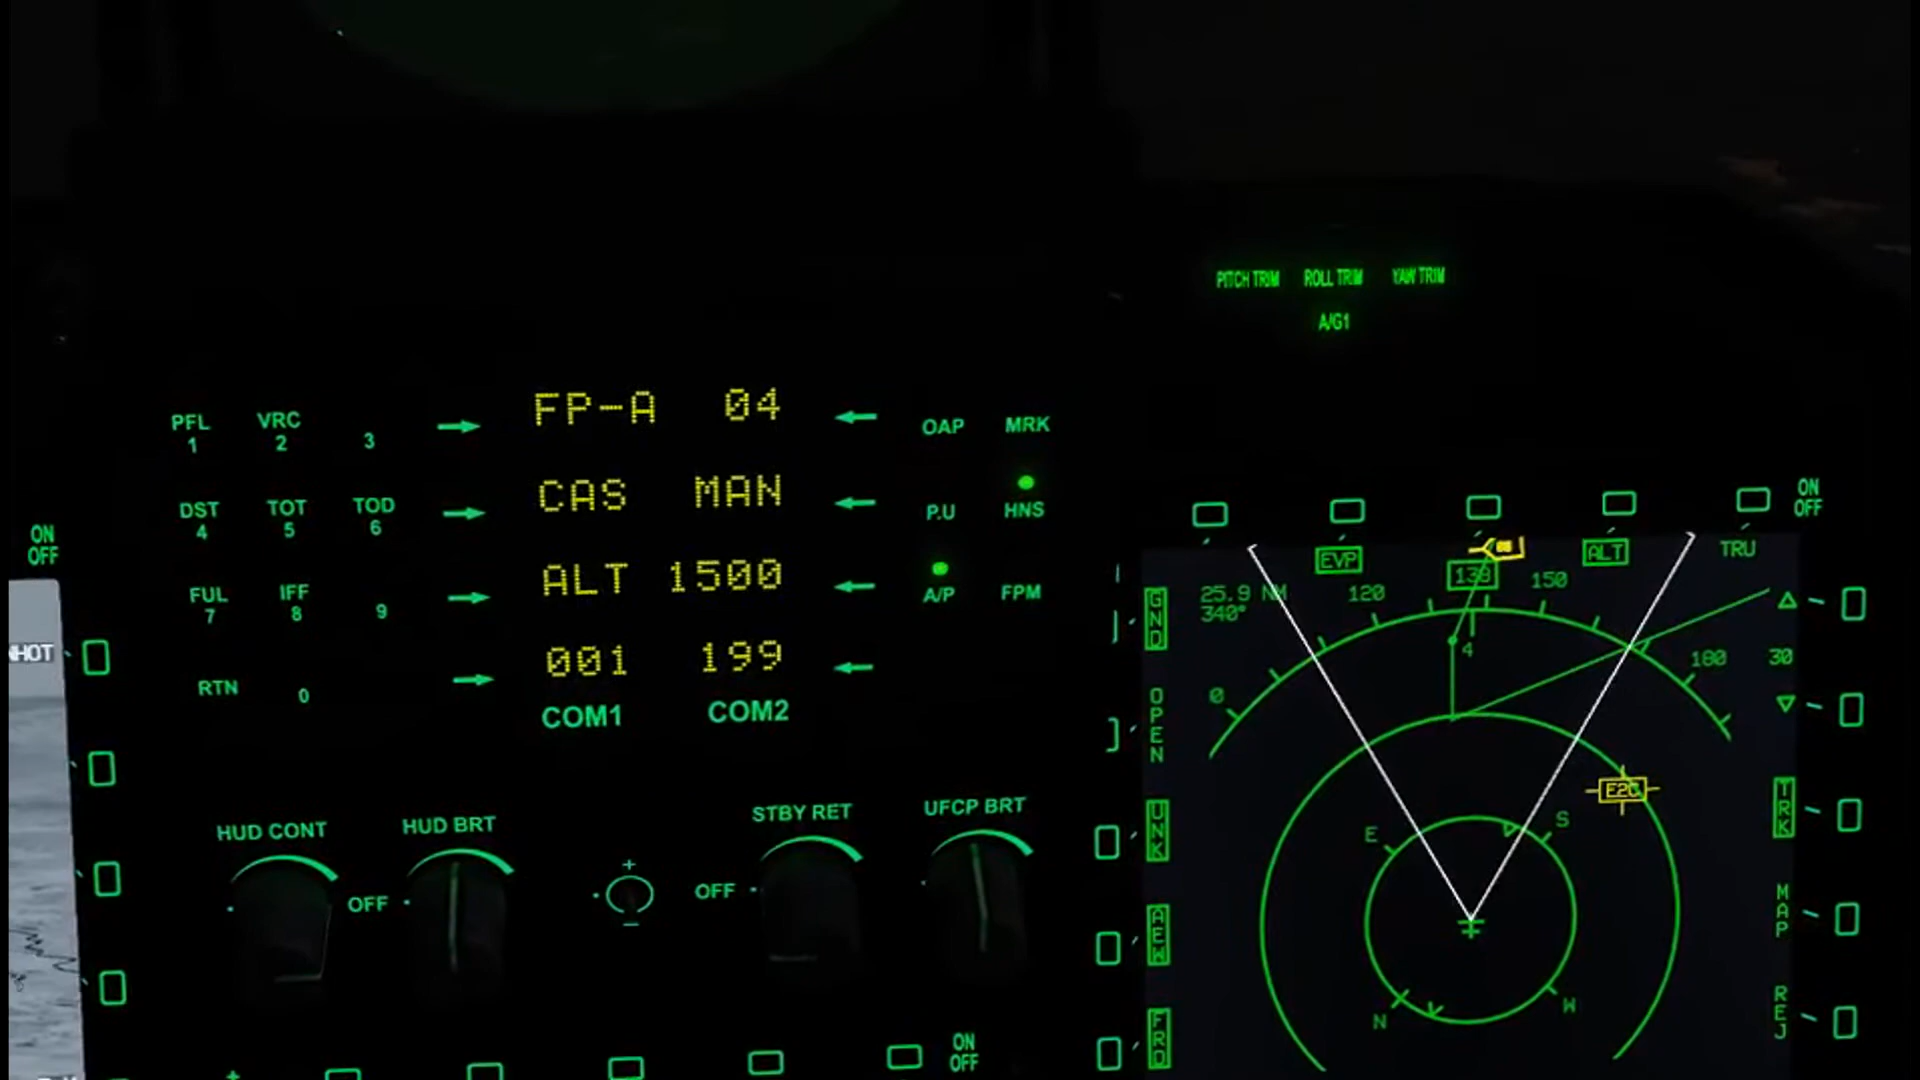 PITCH TRIM ROLL TRIM YAW TRIM
A/G1
PFL VRC
1 2 3
DST TOT TOD
4 5 6
FUL IFF
7 8 9
RTN 0
FP-A 04
CAS MAN
ALT 1500
001 199
COM1 COM2
OAP MRK
P.U HNS
A/P FPM
ON
OFF
HUD CONT
OFF
HUD BRT
+
−
OFF
STBY RET
UFCP BRT
ON
OFF
ON
OFF
EVP
ALT
TRU
25.9 NM
340°
0 120 150 180
30
4
GND
OPEN
UNK
AEW
FRD
TRK
MAP
REJ
E2C
E S
N W